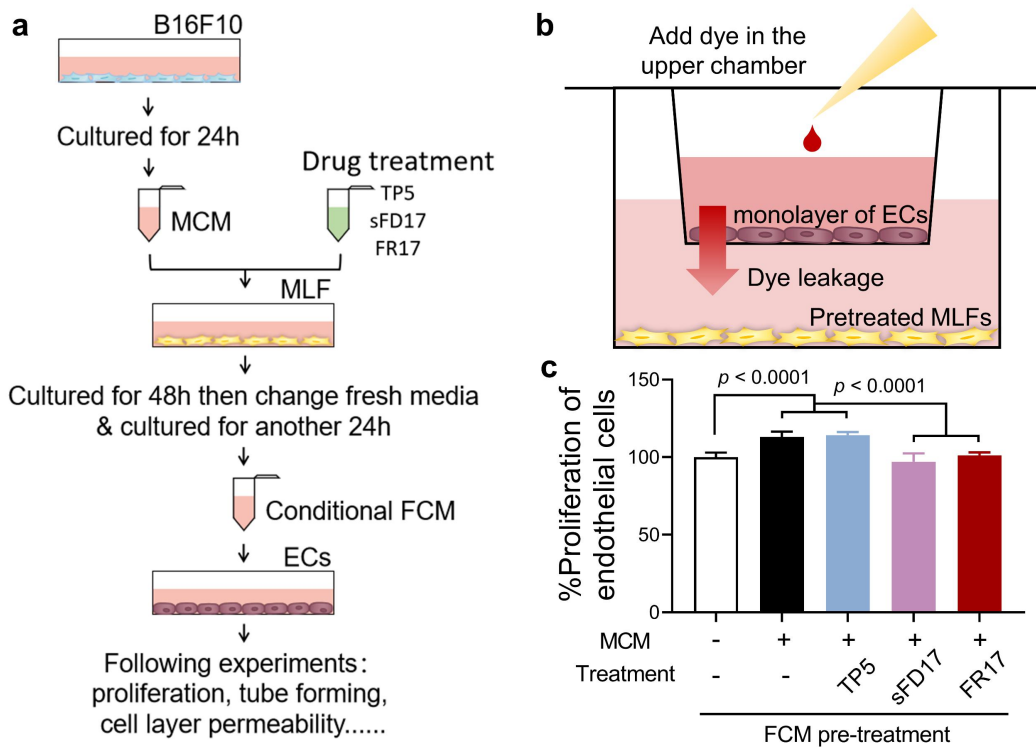 a
B16F10
Cultured for 24h
MCM
Drug treatment
TP5
sFD17
FR17
MLF
Cultured for 48h then change fresh media
& cultured for another 24h
Conditional FCM
ECs
Following experiments:
proliferation, tube forming,
cell layer permeability......
b
Add dye in the
upper chamber
monolayer of ECs
Dye leakage
Pretreated MLFs
c
%Proliferation of
endothelial cells
150
100
50
0
p < 0.0001
p < 0.0001
MCM - + + + +
Treatment - - TP5 sFD17 FR17
FCM pre-treatment